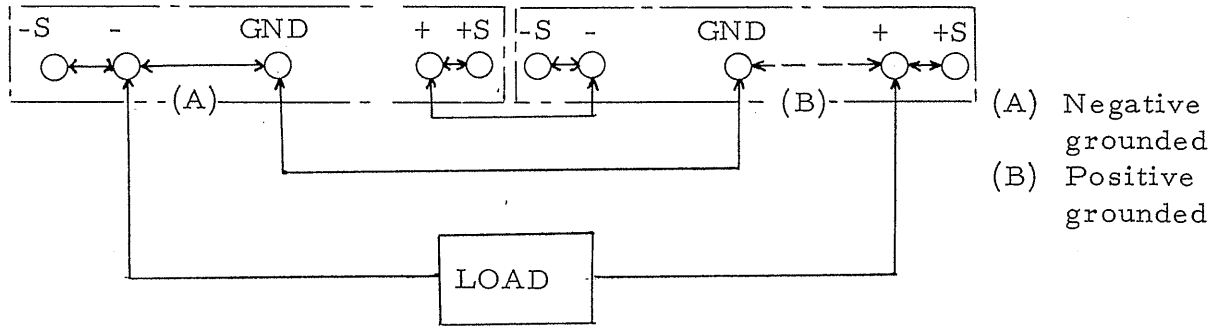 -S - GND + +S -S - GND + +S
(A) (B)
(A) Negative
grounded
(B) Positive
grounded
LOAD